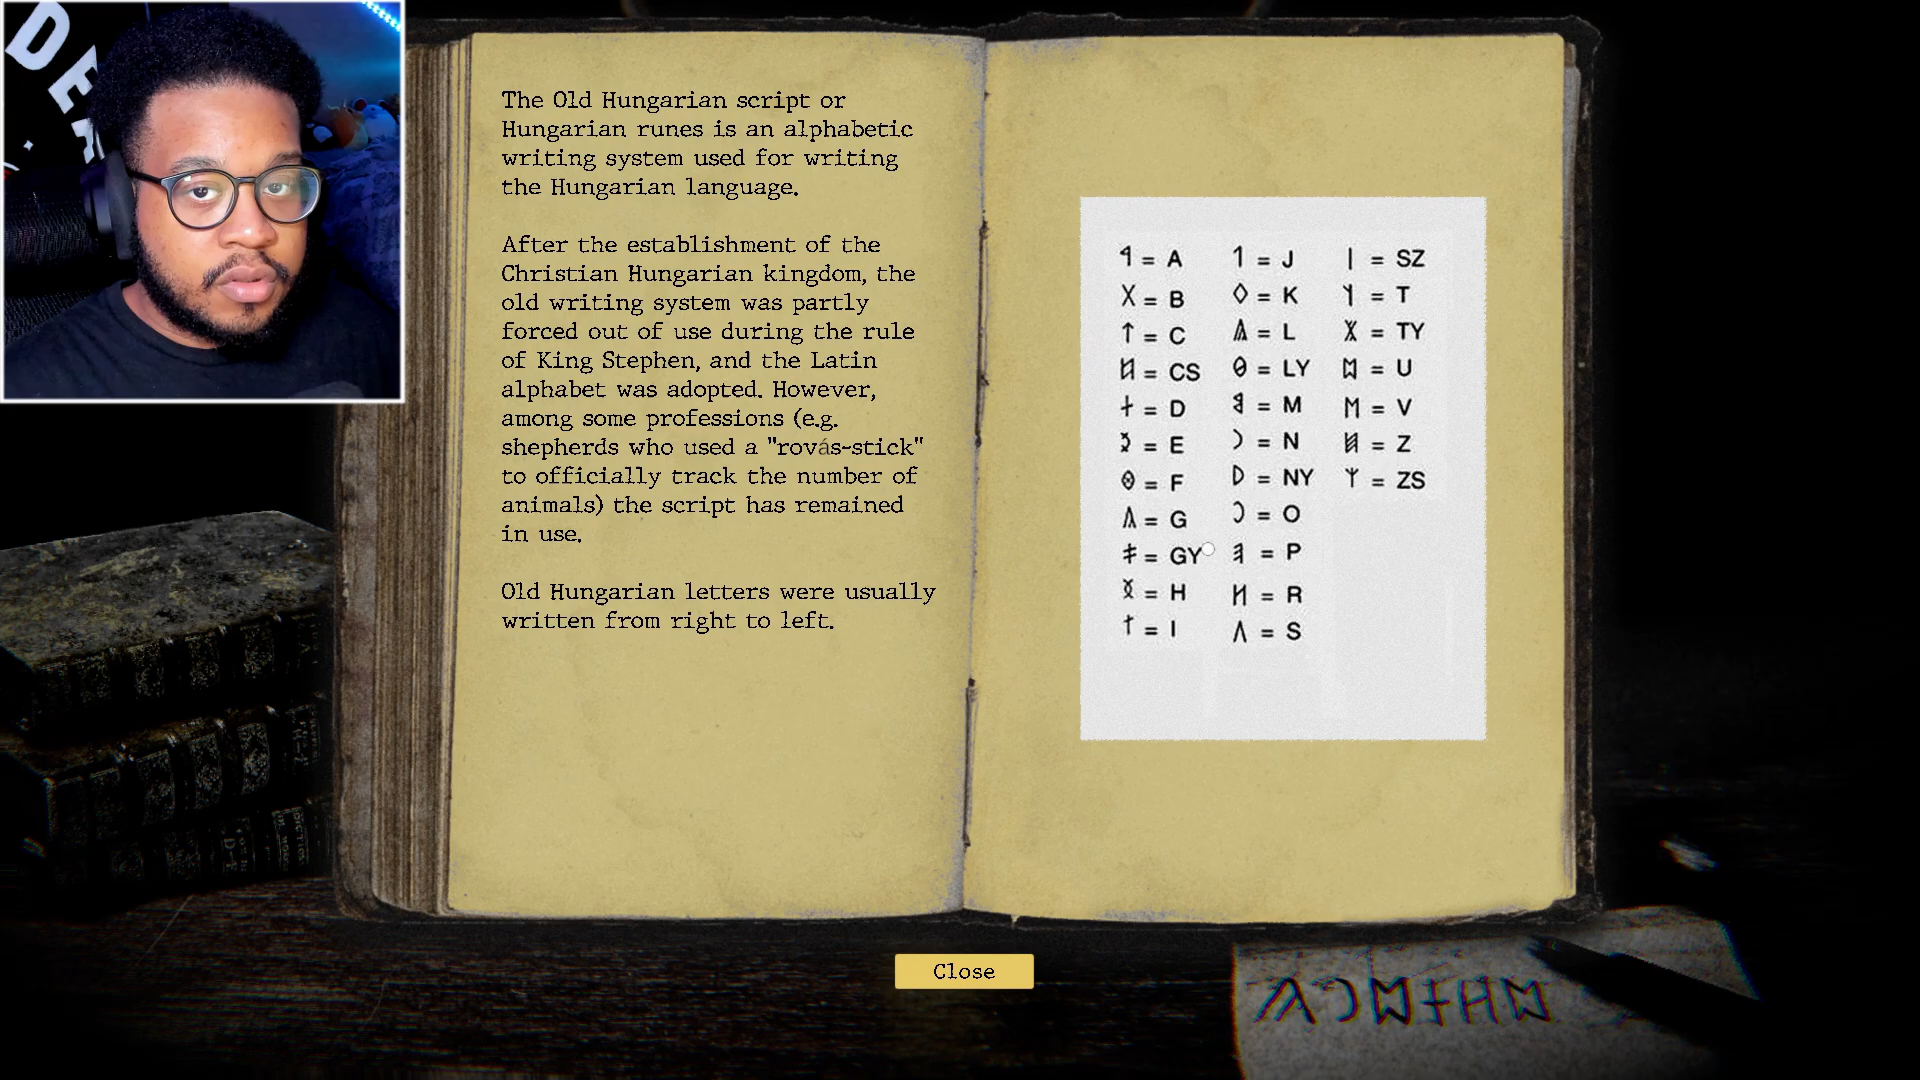 The Old Hungarian script or
Hungarian runes is an alphabetic
writing system used for writing
the Hungarian language.
After the establishment of the
Christian Hungarian kingdom, the
old writing system was partly
forced out of use during the rule
of King Stephen, and the Latin
alphabet was adopted. However,
among some professions (e.g.
shepherds who used a "rovás-stick"
to officially track the number of
animals) the script has remained
in use.
Old Hungarian letters were usually
written from right to left.
𐲀 = A
𐲂 = B
𐲄 = C
𐲆 = CS
𐲇 = D
𐲉 = E
𐲌 = F
𐲍 = G
𐲎 = GY
𐲏 = H
𐲐 = I
𐲒 = J
𐲓 = K
𐲖 = L
𐲗 = LY
𐲘 = M
𐲙 = N
𐲚 = NY
𐲛 = O
𐲠 = P
𐲢 = R
𐲤 = S
𐲥 = SZ
𐲦 = T
𐲨 = TY
𐲪 = U
𐲮 = V
𐲯 = Z
𐲰 = ZS
Close